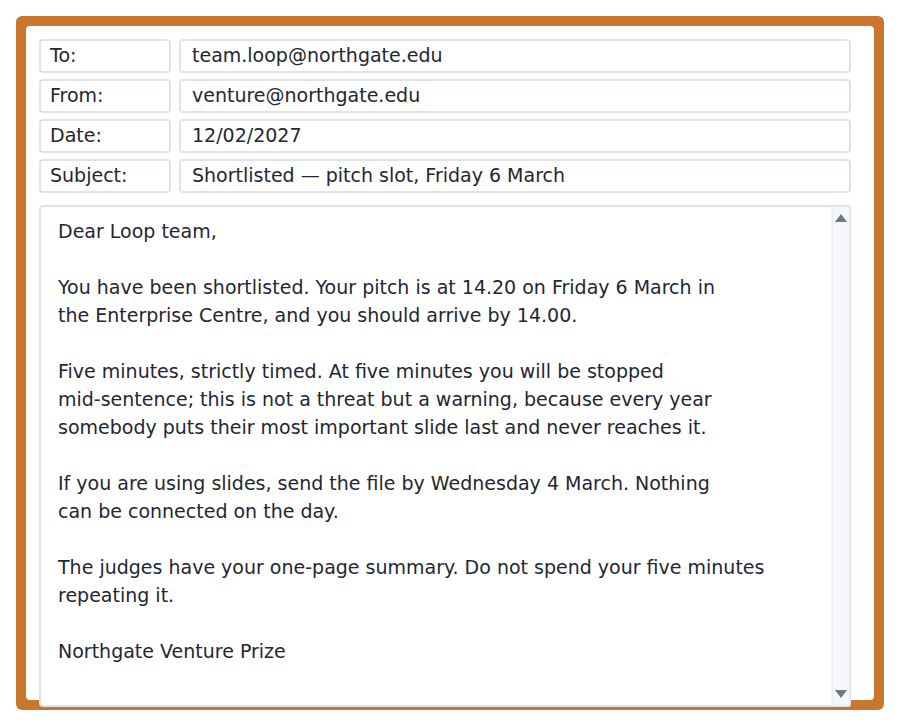 To: team.loop@northgate.edu
From: venture@northgate.edu
Date: 12/02/2027
Subject: Shortlisted — pitch slot, Friday 6 March
Dear Loop team,
You have been shortlisted. Your pitch is at 14.20 on Friday 6 March in
the Enterprise Centre, and you should arrive by 14.00.
Five minutes, strictly timed. At five minutes you will be stopped
mid-sentence; this is not a threat but a warning, because every year
somebody puts their most important slide last and never reaches it.
If you are using slides, send the file by Wednesday 4 March. Nothing
can be connected on the day.
The judges have your one-page summary. Do not spend your five minutes
repeating it.
Northgate Venture Prize